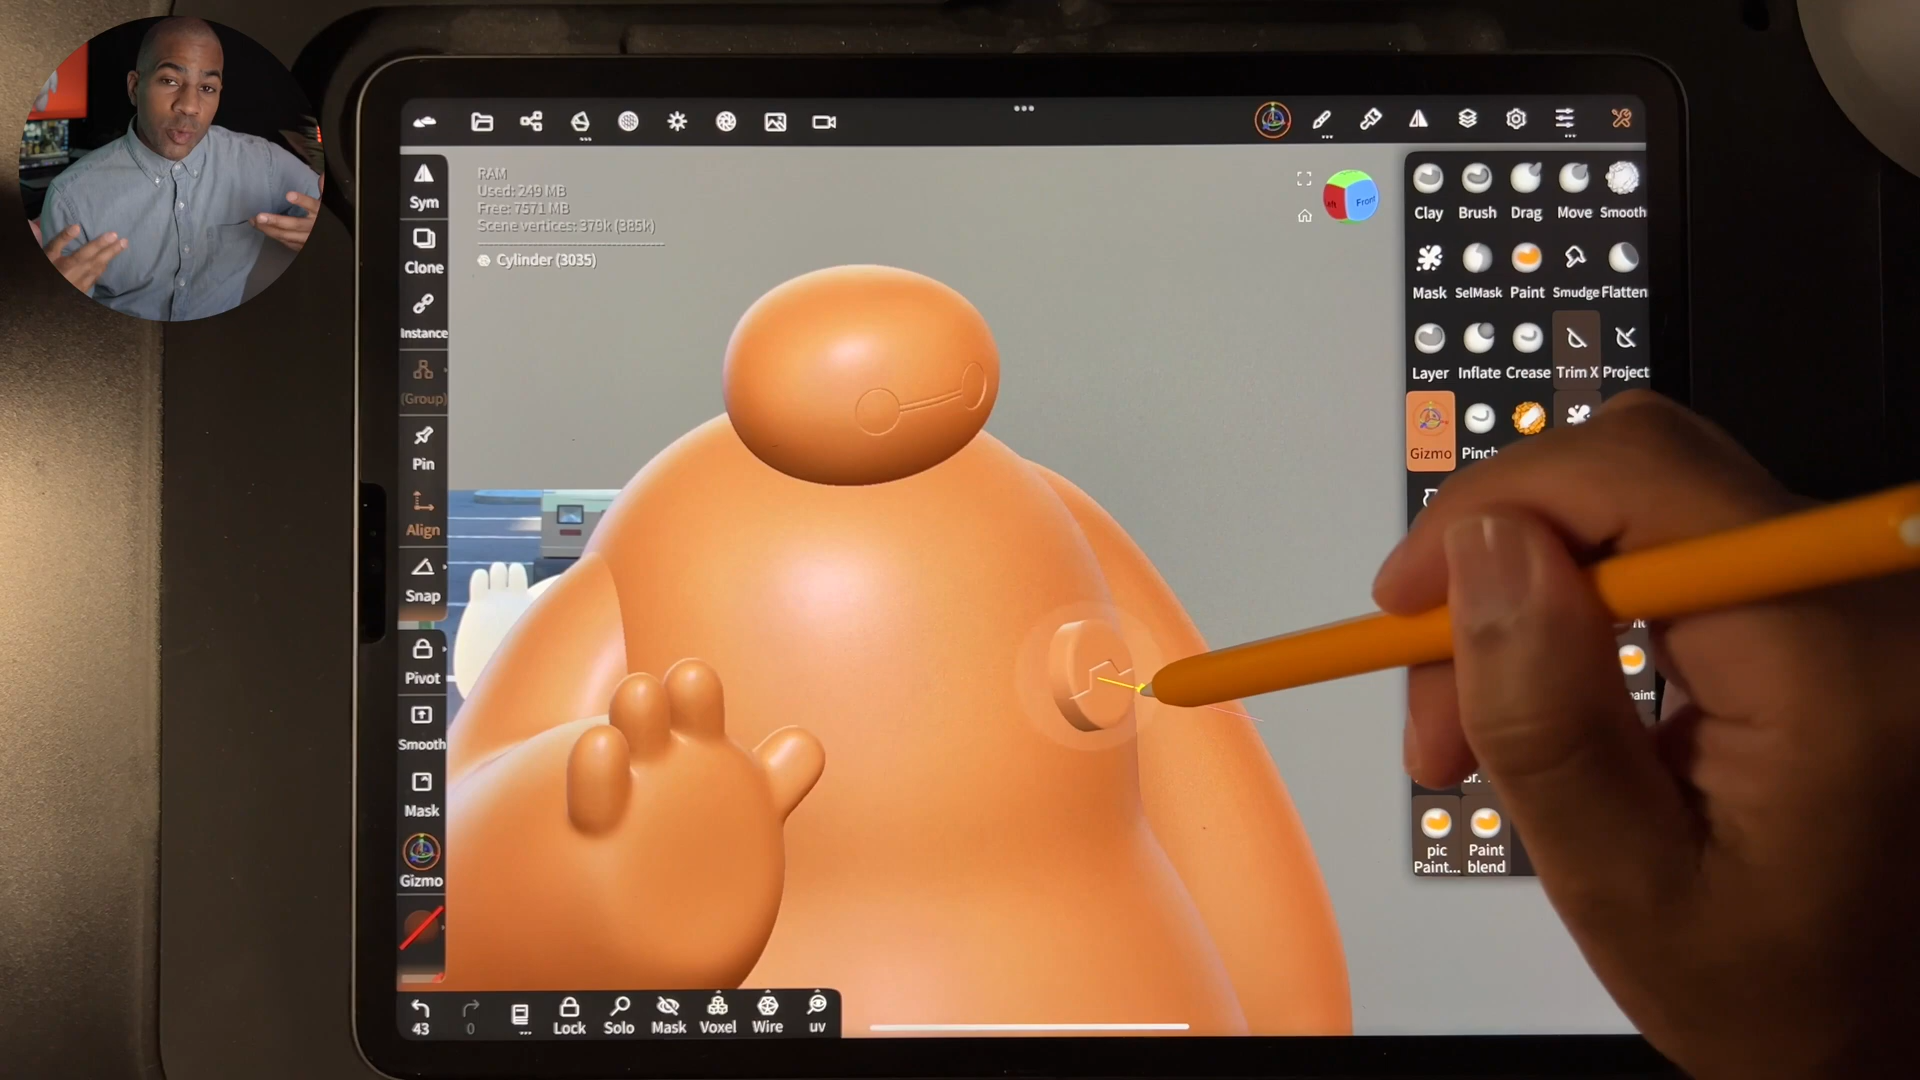 RAM
Used: 249 MB
Free: 7571 MB
Scene vertices: 379k (385k)
Cylinder (3035)
Front
Sym
Clone
Instance
(Group)
Pin
Align
Snap
Pivot
Smooth
Mask
Gizmo
43
0
Lock
Solo
Mask
Voxel
Wire
uv
Clay
Brush
Drag
Move
Smooth
Mask
SelMask
Paint
Smudge
Flatten
Layer
Inflate
Crease
Trim X
Project
Gizmo
Pinch
pic
Paint...
Paint
blend